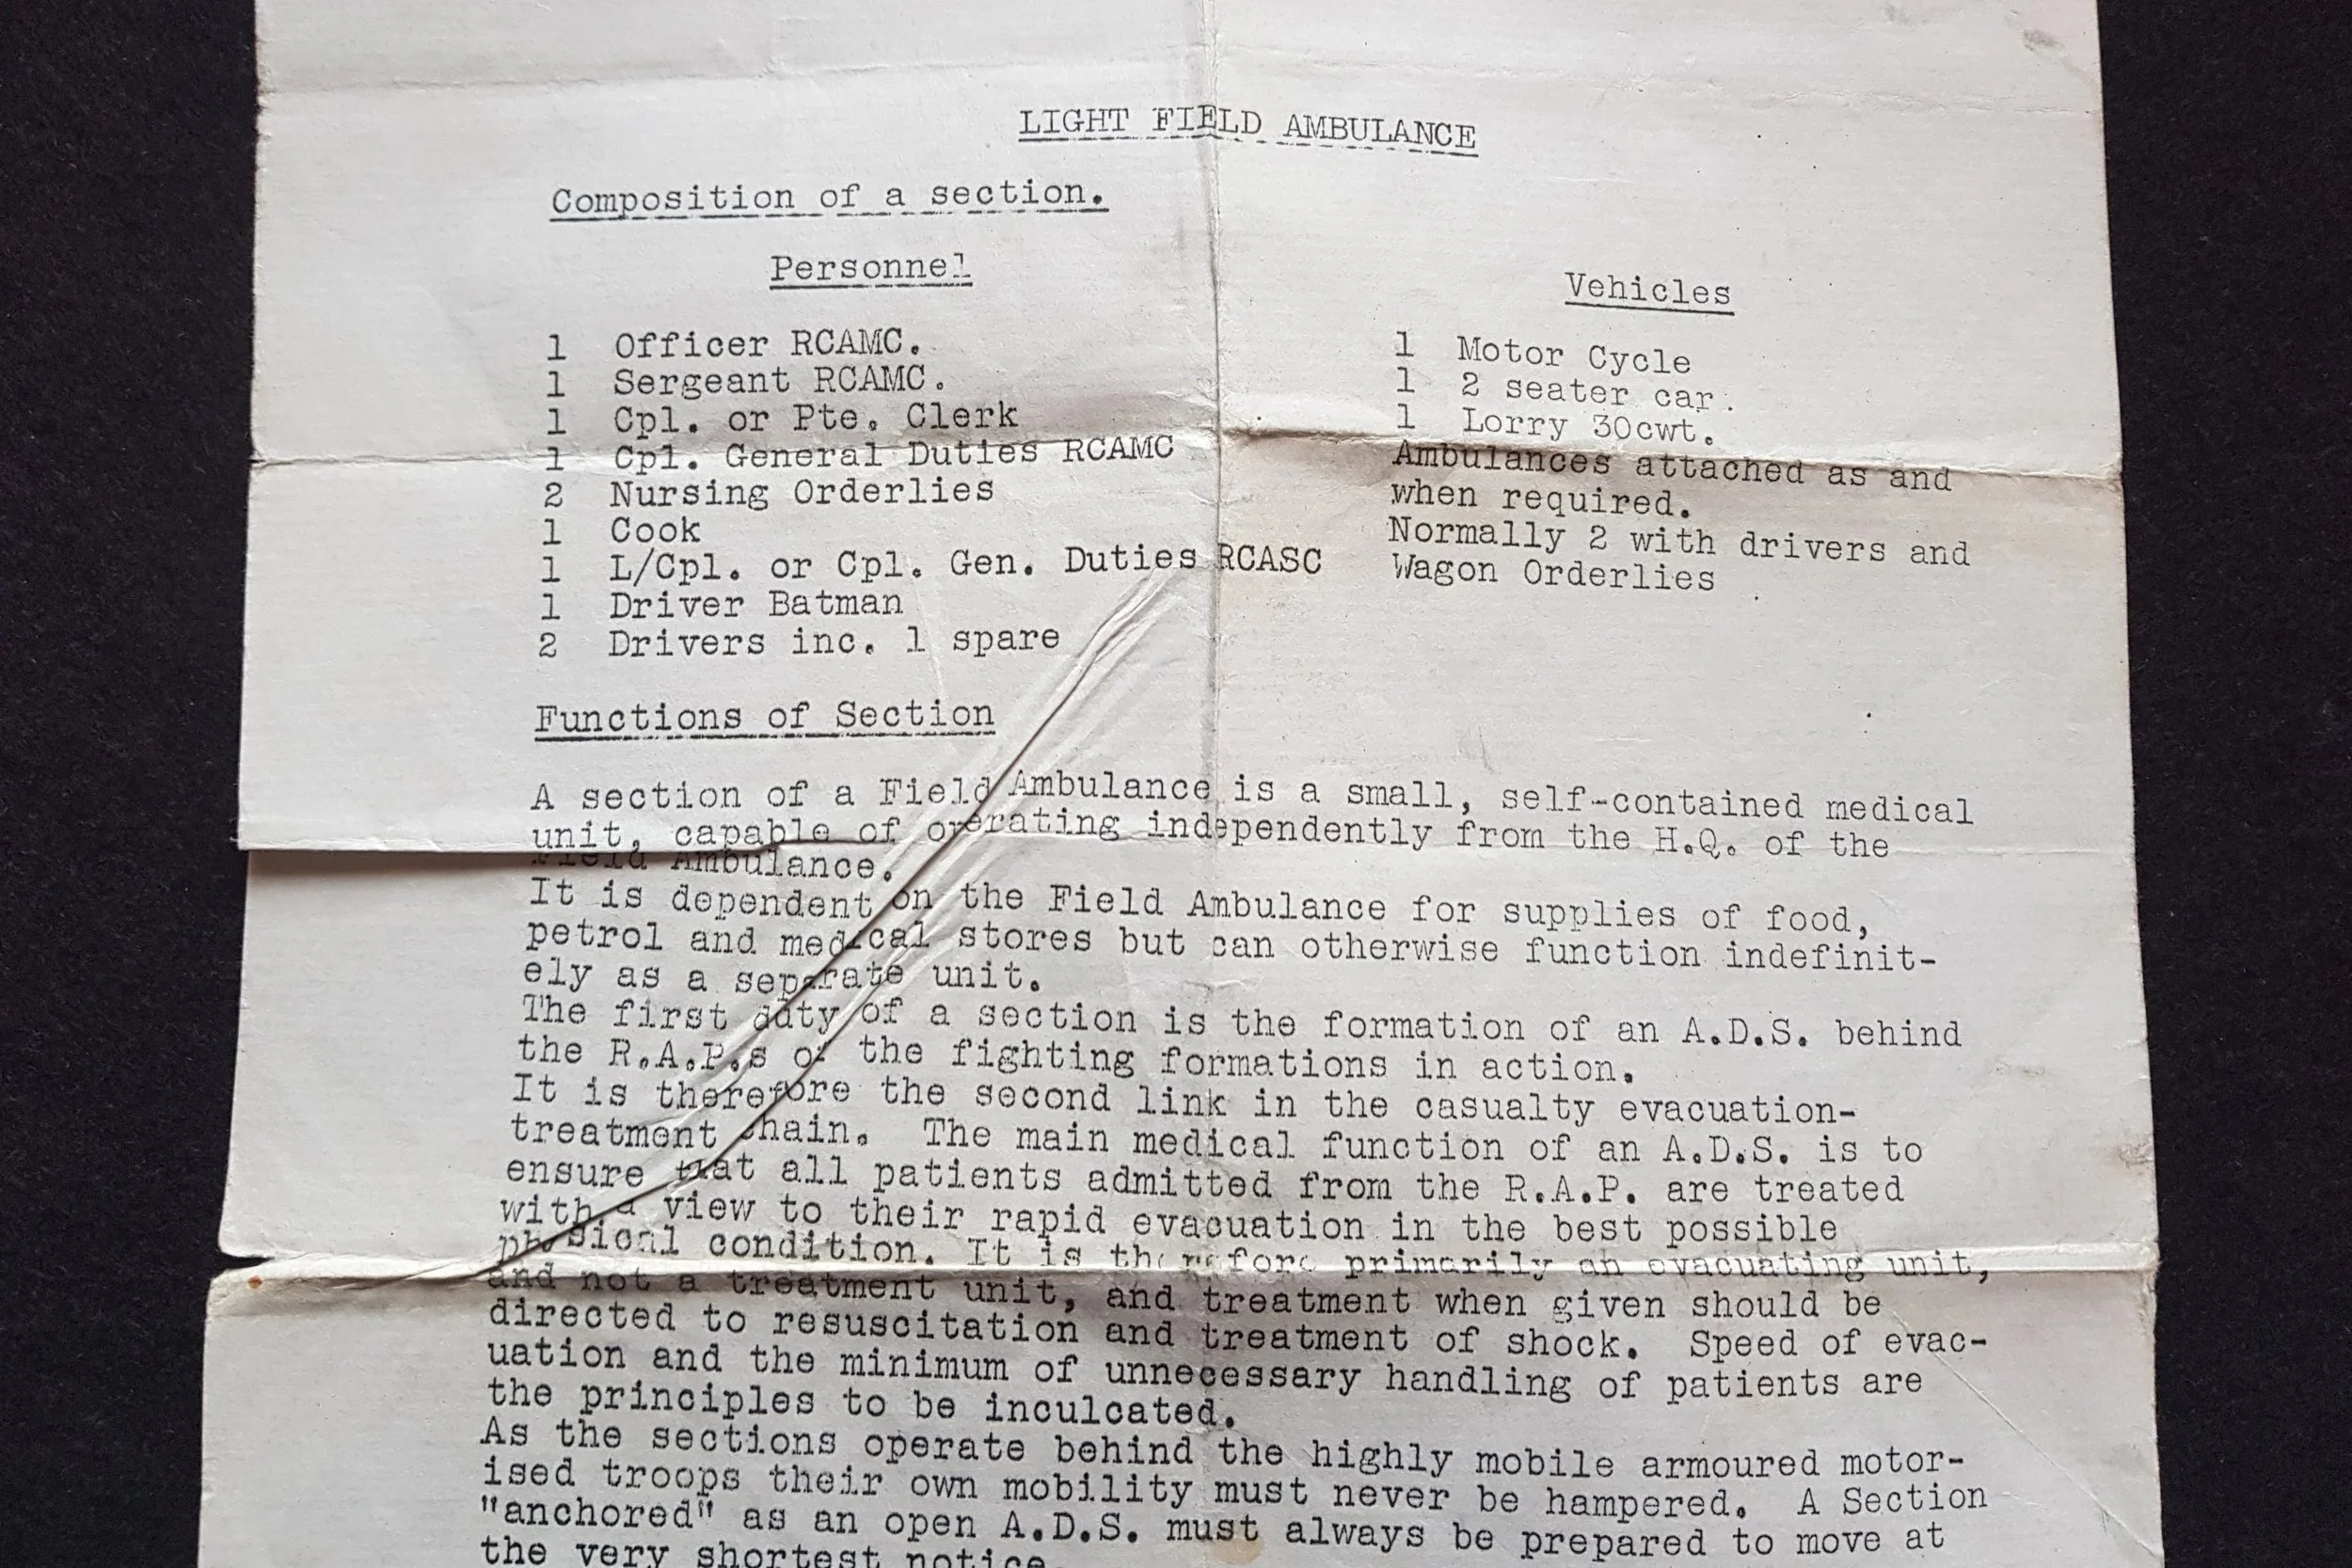 LIGHT FIELD AMBULANCE
Composition of a section.
Personnel
1 Officer RCAMC.
1 Sergeant RCAMC.
1 Cpl. or Pte. Clerk
1 Cpl. General Duties RCAMC
2 Nursing Orderlies
1 Cook
1 L/Cpl. or Cpl. Gen. Duties RCASC
1 Driver Batman
2 Drivers inc. 1 spare
Vehicles
1 Motor Cycle
1 2 seater car.
1 Lorry 30cwt.
Ambulances attached as and
when required.
Normally 2 with drivers and
Wagon Orderlies
Functions of Section
A section of a Field Ambulance is a small, self-contained medical
unit, capable of operating independently from the H.Q. of the
Field Ambulance.
It is dependent on the Field Ambulance for supplies of food,
petrol and medical stores but can otherwise function indefinit-
ely as a separate unit.
The first duty of a section is the formation of an A.D.S. behind
the R.A.P.s of the fighting formations in action.
It is therefore the second link in the casualty evacuation-
treatment chain. The main medical function of an A.D.S. is to
ensure that all patients admitted from the R.A.P. are treated
with a view to their rapid evacuation in the best possible
physical condition. It is therefore primarily an evacuating unit,
and not a treatment unit, and treatment when given should be
directed to resuscitation and treatment of shock. Speed of evac-
uation and the minimum of unnecessary handling of patients are
the principles to be inculcated.
As the sections operate behind the highly mobile armoured motor-
ised troops their own mobility must never be hampered. A Section
"anchored" as an open A.D.S. must always be prepared to move at
the very shortest notice.